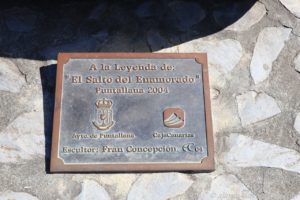 A la Leyenda de:
"El Salto del Enamorado"
Puntallana 2004
Ayto. de Puntallana
CajaCanarias
Escultor: Fran Concepción